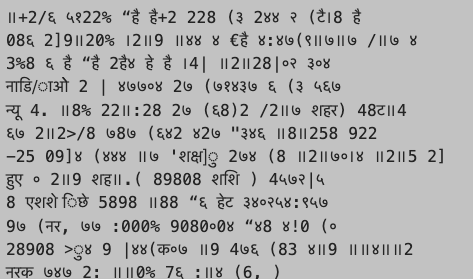 ॥+2/६ ५१22% “है है+2 228 (३ 2४४ २ (टै।8 है
08६ 2]9॥20% ।2॥9 ॥४४ ४ €है ४:४७(९॥७॥७ /॥७ ४
3%8 ६ है “है 2है४ हे है ।4| ॥2॥28|०२ ३०४
नाडि/ाओ 2 | ४७७०४ 2७ (७१४३७ ६ (३ ५६७
न्यू 4. ॥8% 22॥:28 2७ (६8)2 /2॥७ शहर) 48ट॥4
६७ 2॥2>/8 ७8७ (६४2 ४2७ "३४६ ॥8॥258 922
–25 09]४ (४४४ ॥७ 'शक्ष]ु 2७४ (8 ॥2॥७०।४ ॥2॥5 2]
हुए ० 2॥9 शह॥.( 89808 शशि ) 4५७२|५
8 एशशे िछे 5898 ॥88 “६ हेट ३४०२५४:९५७
9७ (नर, ७७ :000% 9080०0४ “४8 ४!0 (०
28908 >ु४ 9 |४४(क०७ ॥9 4७६ (83 ४॥9 ॥॥४॥॥2
नरक ७४७ 2: ॥॥0% 7६ :॥४ (6, )